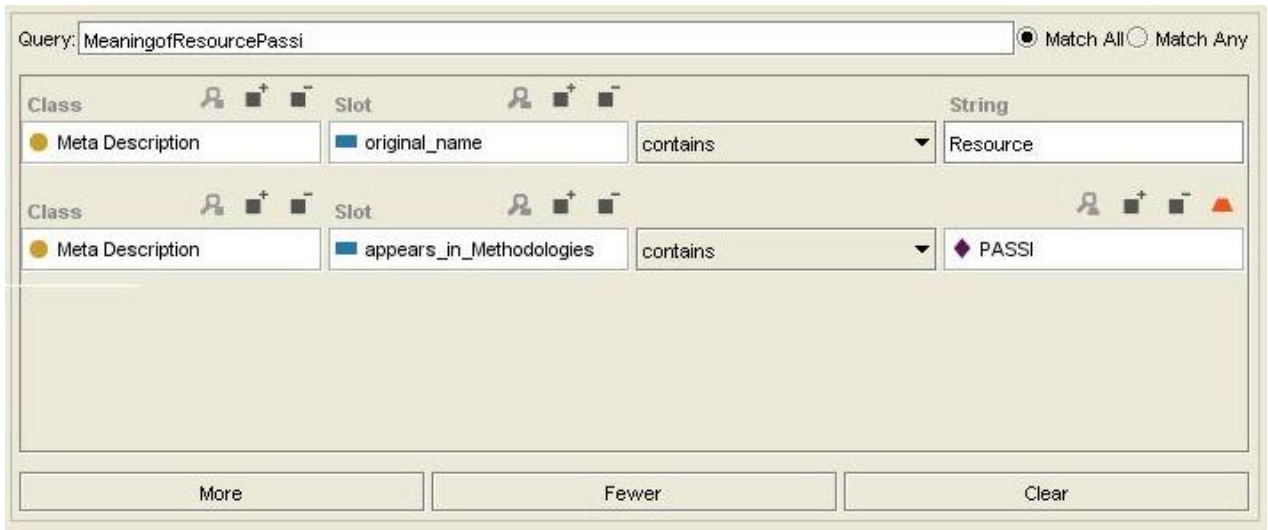 Query: MeaningofResourcePassi Match All Match Any
Class Slot String
Meta Description original_name contains Resource
Class Slot
Meta Description appears_in_Methodologies contains PASSI
More Fewer Clear